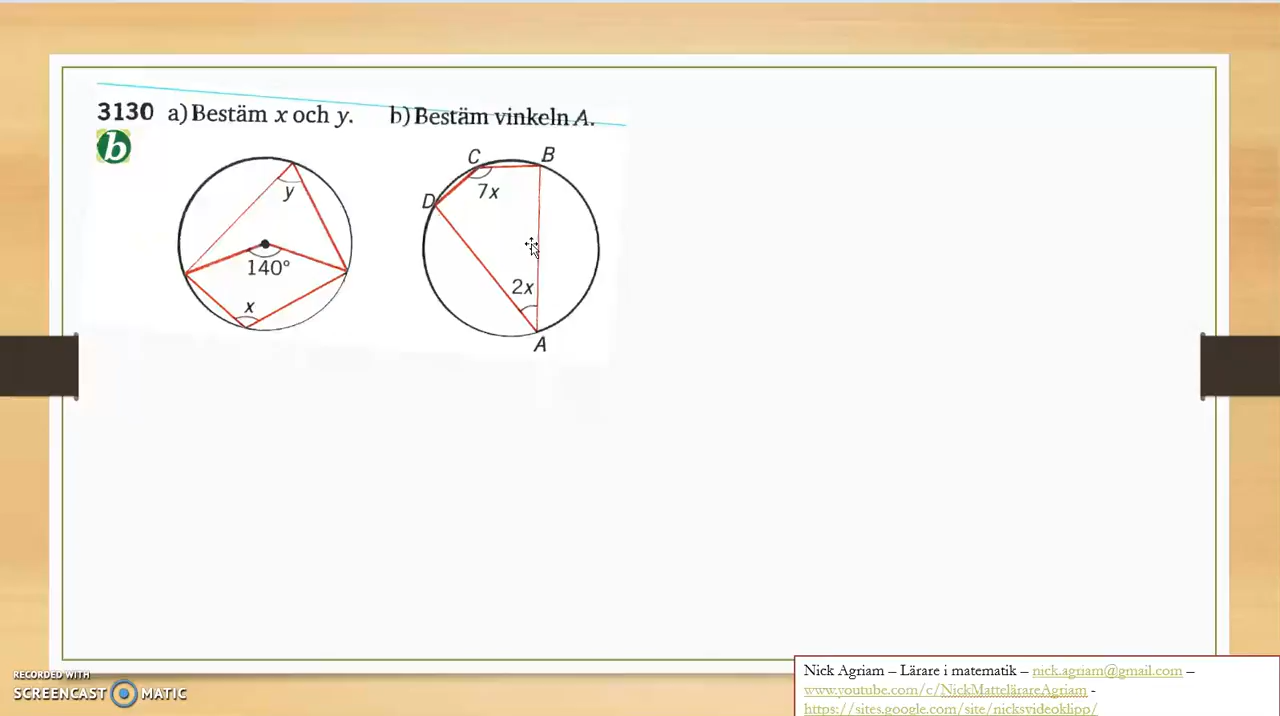 3130 a) Bestäm x och y. b) Bestäm vinkeln A.
b
C B
D 7x
y
140°
2x
x
A
RECORDED WITH
SCREENCAST MATIC
Nick Agriam – Lärare i matematik – nick.agriam@gmail.com –
www.youtube.com/c/NickMattelärareAgriam -
https://sites.google.com/site/nicksvideoklipp/